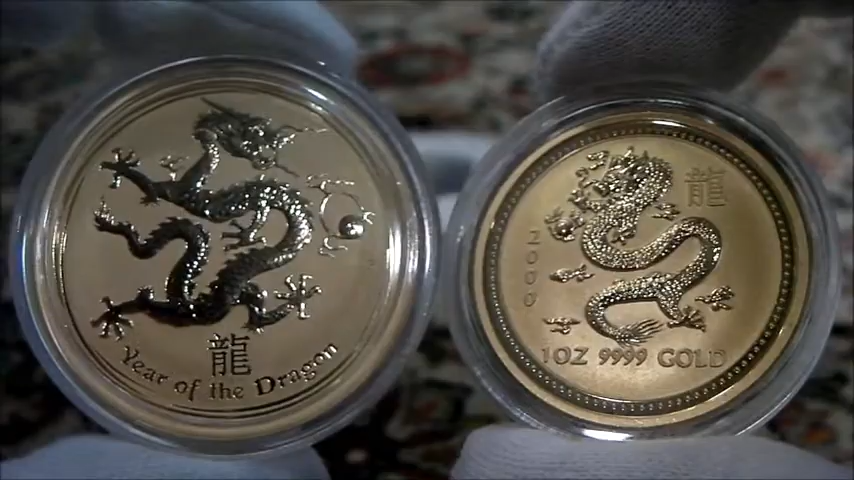 龍
Year of the Dragon
龍
2000
1OZ 9999 GOLD